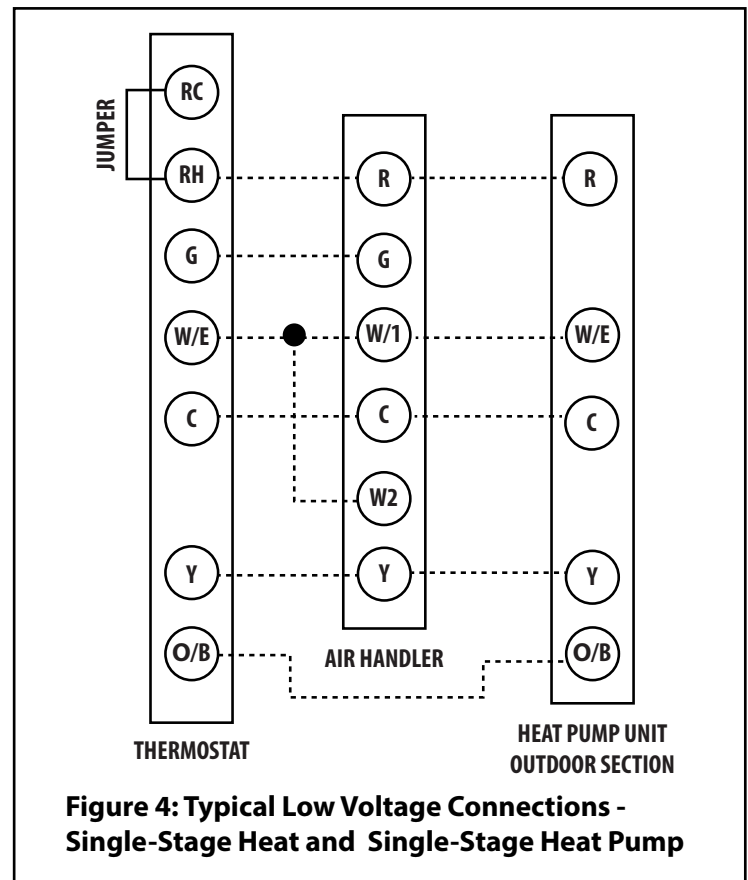 JUMPER
RC
RH
G
W/E
C
Y
O/B
THERMOSTAT
R
G
W/1
C
W2
Y
AIR HANDLER
R
W/E
C
Y
O/B
HEAT PUMP UNIT
OUTDOOR SECTION
Figure 4: Typical Low Voltage Connections -
Single-Stage Heat and Single-Stage Heat Pump